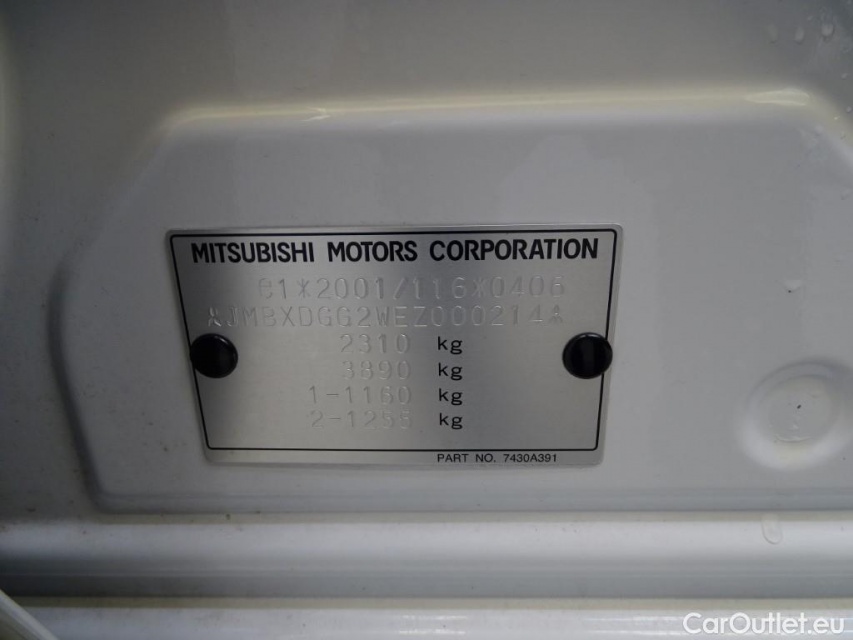 MITSUBISHI MOTORS CORPORATION
e1*2001/116*0406
*JMBXDGG2WEZ000214*
2310 kg
3890 kg
1-1160 kg
2-1255 kg
PART NO. 7430A391
CarOutlet.eu